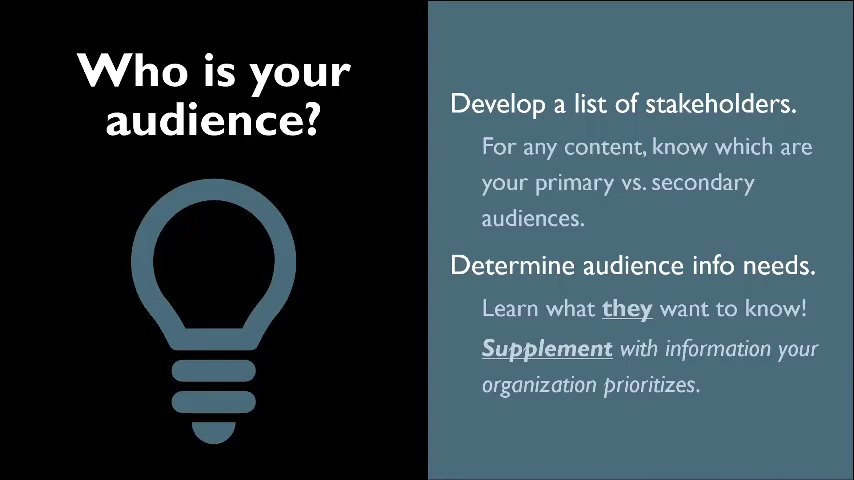 Who is your
audience?
Develop a list of stakeholders.
For any content, know which are
your primary vs. secondary
audiences.
Determine audience info needs.
Learn what they want to know!
Supplement with information your
organization prioritizes.